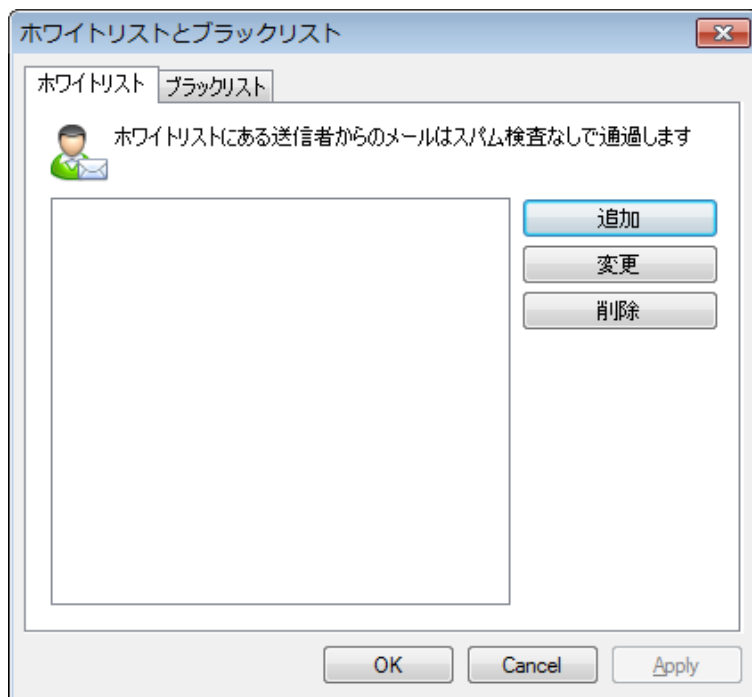 ホワイトリストとブラックリスト
ホワイトリスト
ブラックリスト
ホワイトリストにある送信者からのメールはスパム検査なしで通過します
追加
変更
削除
OK
Cancel
Apply